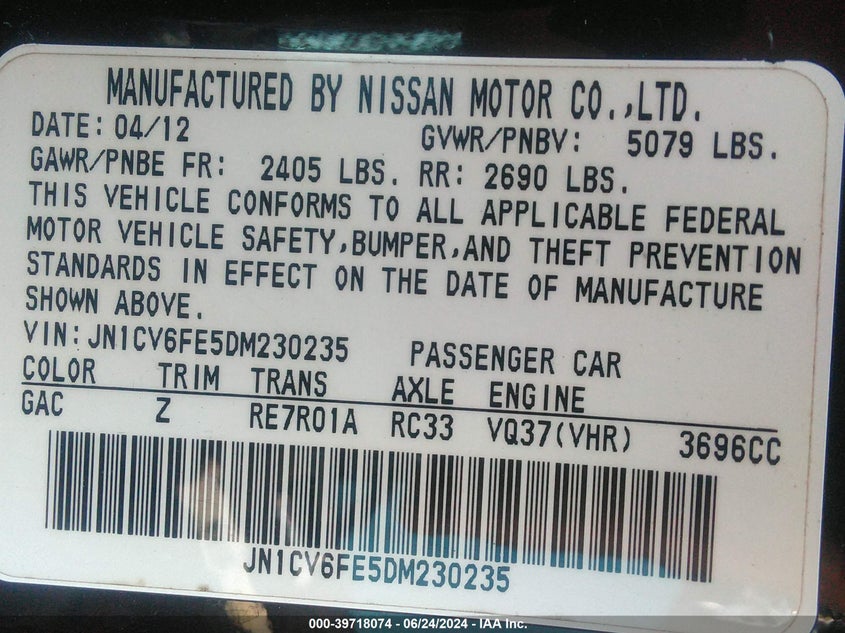 MANUFACTURED BY NISSAN MOTOR CO.,LTD.
DATE: 04/12 GVWR/PNBV: 5079 LBS.
GAWR/PNBE FR: 2405 LBS. RR: 2690 LBS.
THIS VEHICLE CONFORMS TO ALL APPLICABLE FEDERAL
MOTOR VEHICLE SAFETY,BUMPER,AND THEFT PREVENTION
STANDARDS IN EFFECT ON THE DATE OF MANUFACTURE
SHOWN ABOVE.
VIN: JN1CV6FE5DM230235 PASSENGER CAR
COLOR TRIM TRANS AXLE ENGINE
GAC Z RE7R01A RC33 VQ37(VHR) 3696CC
JN1CV6FE5DM230235
000-39718074 - 06/24/2024 - IAA Inc.